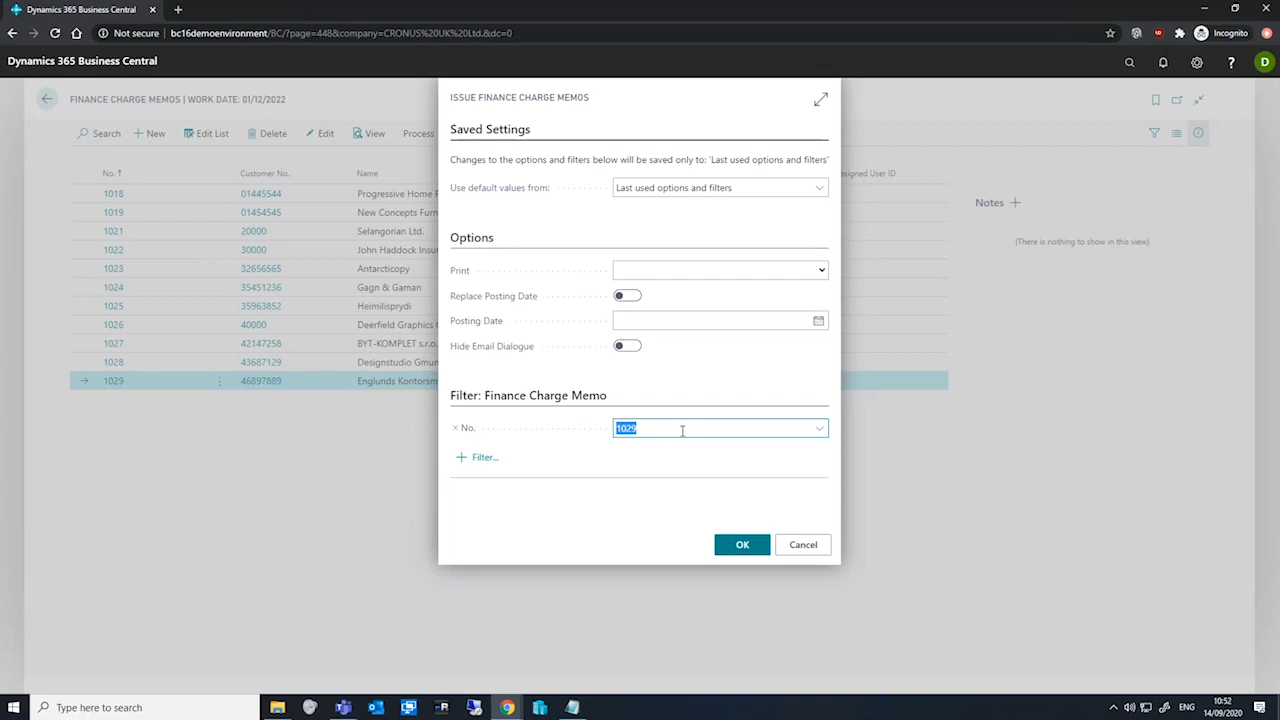 Dynamics 365 Business Central
Not secure bc16demoenvironment/BC/?page=448&company=CRONUS%20UK%20Ltd.&dc=0
Incognito
Dynamics 365 Business Central
D
FINANCE CHARGE MEMOS | WORK DATE: 01/12/2022
Search New Edit List Delete Edit View Process
No. ↑ Customer No. Name
1018 01445544 Progressive Home F
1019 01454545 New Concepts Furn
1021 20000 Selangorian Ltd.
1022 30000 John Haddock Insu
1023 32656565 Antarcticopy
1024 35451236 Gagn & Gaman
1025 35963852 Heimilisprydi
1026 40000 Deerfield Graphics C
1027 42147258 BYT-KOMPLET s.r.o.
1028 43687129 Designstudio Gmun
1029 46897889 Englunds Kontorsm
ISSUE FINANCE CHARGE MEMOS
Saved Settings
Changes to the options and filters below will be saved only to: 'Last used options and filters'
Use default values from: Last used options and filters
Options
Print
Replace Posting Date
Posting Date
Hide Email Dialogue
Filter: Finance Charge Memo
× No. 1029
Filter...
OK Cancel
ssigned User ID
Notes
(There is nothing to show in this view)
Type here to search
ENG
10:52
14/09/2020